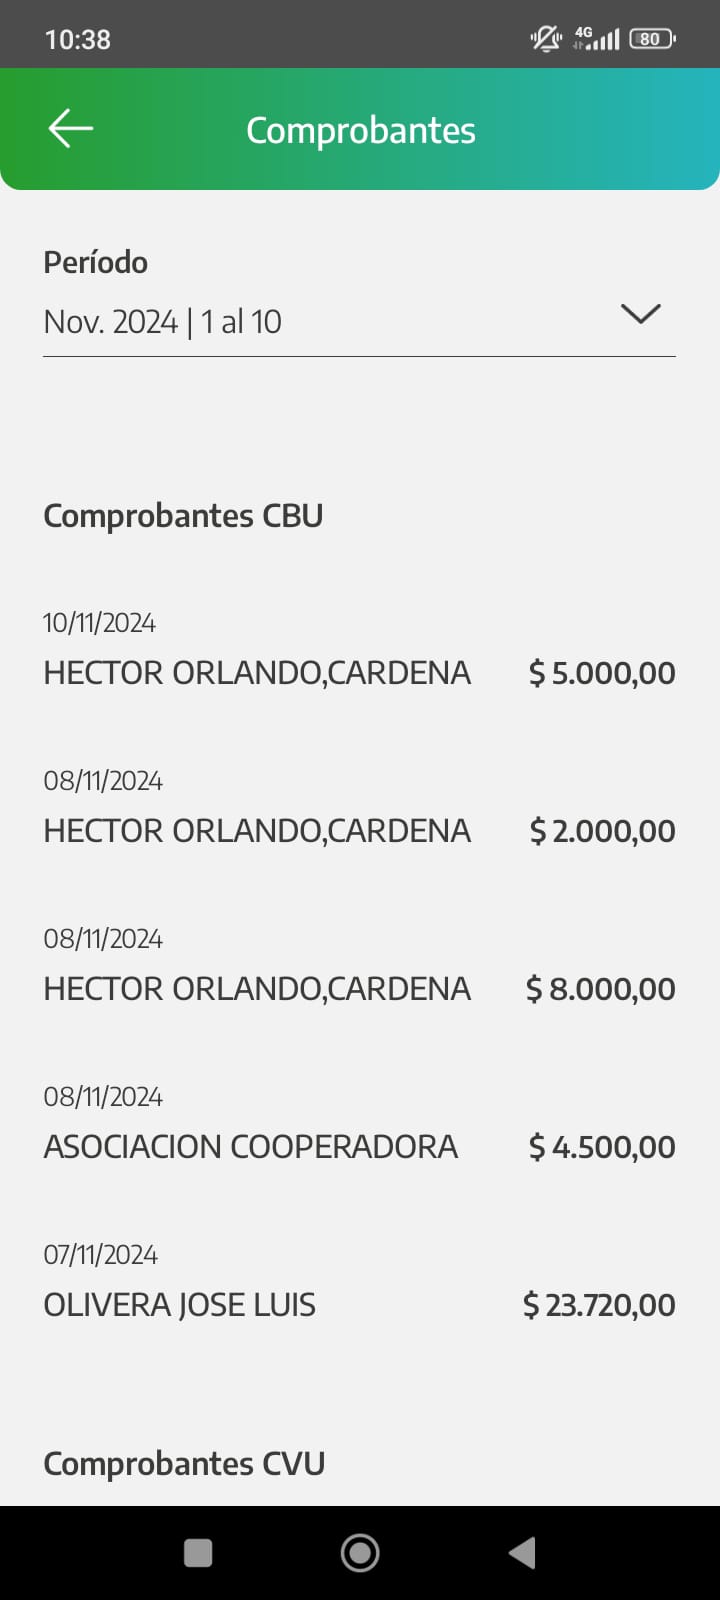 10:38
4G
80
Comprobantes
Período
Nov. 2024 | 1 al 10
Comprobantes CBU
10/11/2024
HECTOR ORLANDO,CARDENA $ 5.000,00
08/11/2024
HECTOR ORLANDO,CARDENA $ 2.000,00
08/11/2024
HECTOR ORLANDO,CARDENA $ 8.000,00
08/11/2024
ASOCIACION COOPERADORA $ 4.500,00
07/11/2024
OLIVERA JOSE LUIS $ 23.720,00
Comprobantes CVU